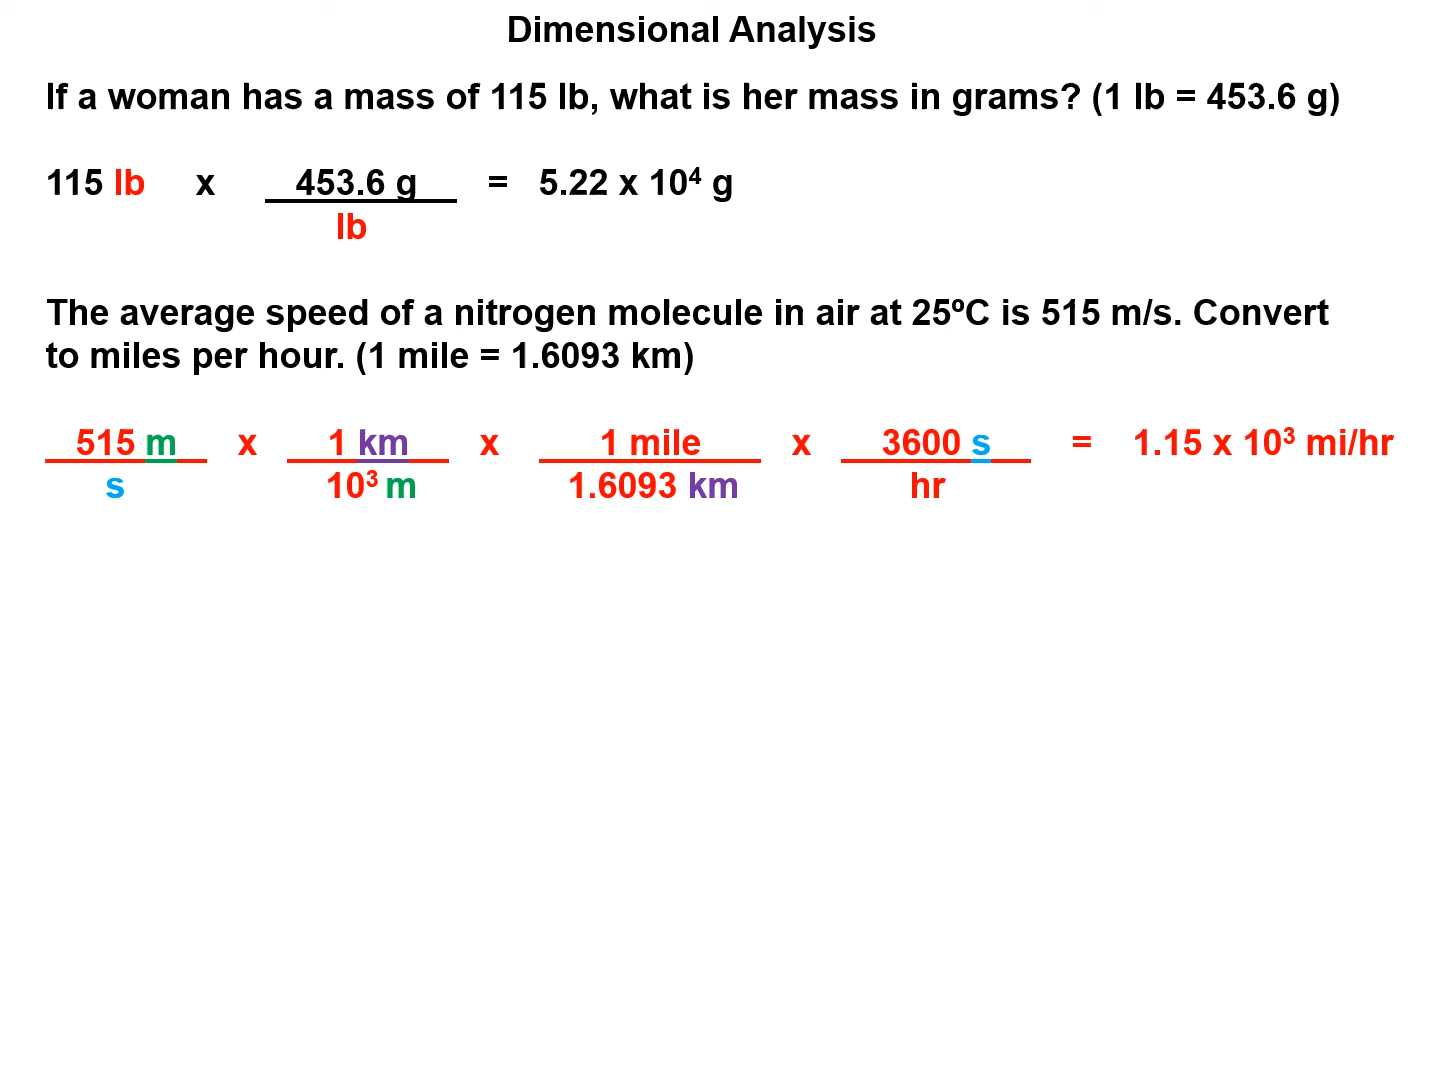 Dimensional Analysis
If a woman has a mass of 115 lb, what is her mass in grams? (1 lb = 453.6 g)
115 lb x 453.6 g = 5.22 x 10⁴ g
lb
The average speed of a nitrogen molecule in air at 25ºC is 515 m/s. Convert
to miles per hour. (1 mile = 1.6093 km)
515 m x 1 km x 1 mile x 3600 s = 1.15 x 10³ mi/hr
s 10³ m 1.6093 km hr